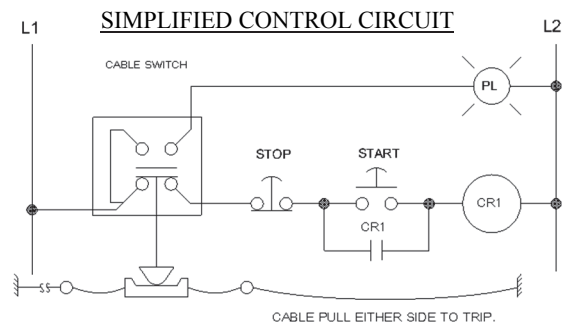 SIMPLIFIED CONTROL CIRCUIT
L1
L2
CABLE SWITCH
PL
STOP
START
CR1
CR1
CABLE PULL EITHER SIDE TO TRIP.